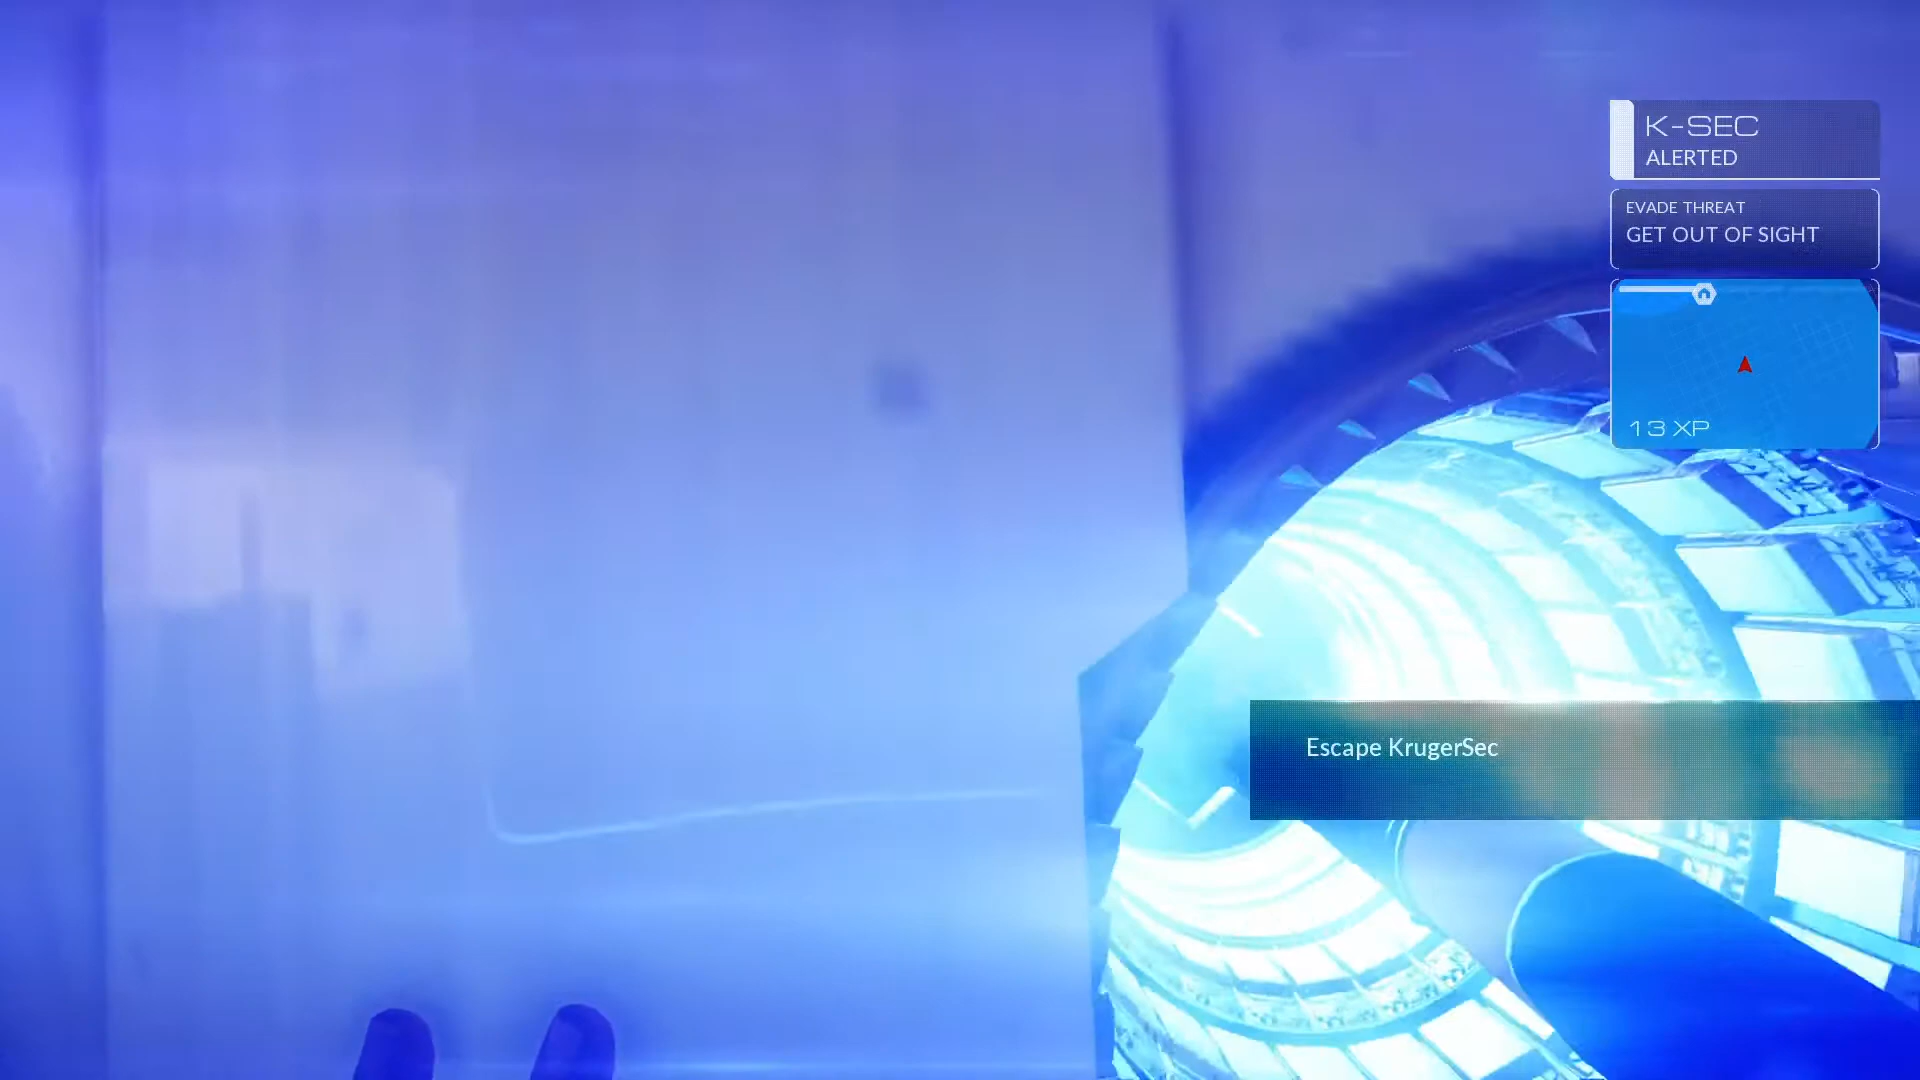 K-SEC
ALERTED
EVADE THREAT
GET OUT OF SIGHT
13 XP
Escape KrugerSec